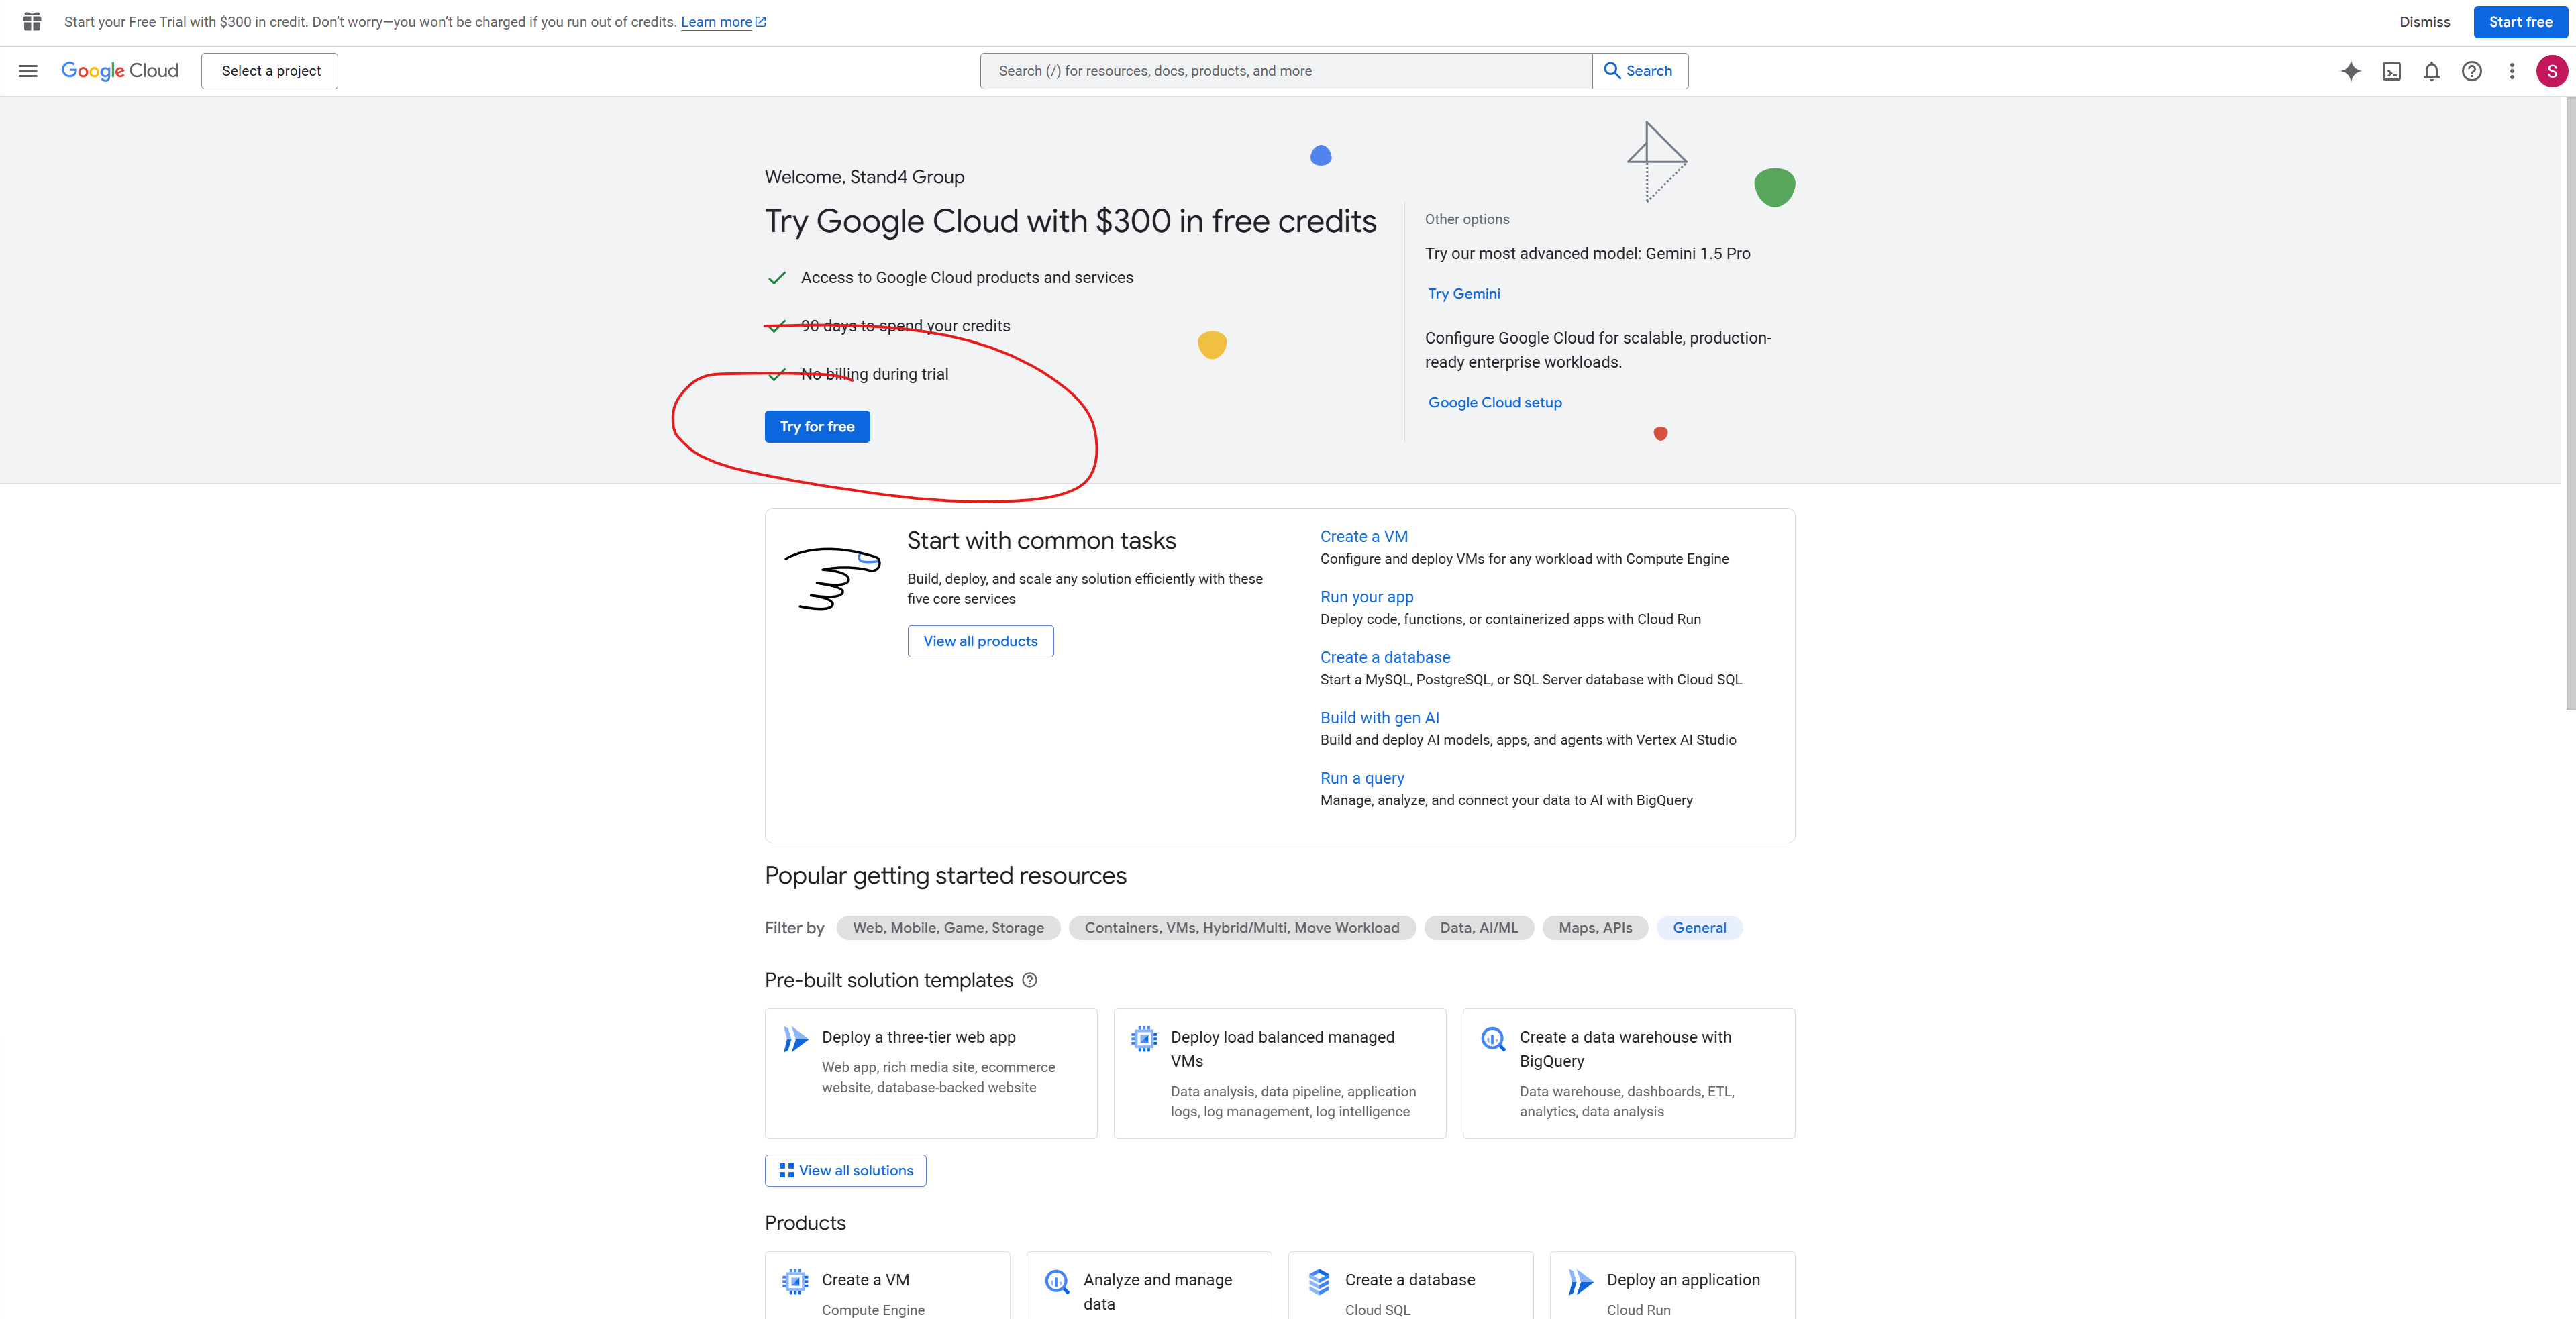 Start your Free Trial with $300 in credit. Don't worry—you won't be charged if you run out of credits. Learn more
Dismiss
Start free
Google Cloud
Select a project
Search (/) for resources, docs, products, and more
Search
S
Welcome, Stand4 Group
Try Google Cloud with $300 in free credits
Access to Google Cloud products and services
90 days to spend your credits
No billing during trial
Try for free
Other options
Try our most advanced model: Gemini 1.5 Pro
Try Gemini
Configure Google Cloud for scalable, production-
ready enterprise workloads.
Google Cloud setup
Start with common tasks
Build, deploy, and scale any solution efficiently with these
five core services
View all products
Create a VM
Configure and deploy VMs for any workload with Compute Engine
Run your app
Deploy code, functions, or containerized apps with Cloud Run
Create a database
Start a MySQL, PostgreSQL, or SQL Server database with Cloud SQL
Build with gen AI
Build and deploy AI models, apps, and agents with Vertex AI Studio
Run a query
Manage, analyze, and connect your data to AI with BigQuery
Popular getting started resources
Filter by
Web, Mobile, Game, Storage
Containers, VMs, Hybrid/Multi, Move Workload
Data, AI/ML
Maps, APIs
General
Pre-built solution templates
Deploy a three-tier web app
Web app, rich media site, ecommerce
website, database-backed website
Deploy load balanced managed
VMs
Data analysis, data pipeline, application
logs, log management, log intelligence
Create a data warehouse with
BigQuery
Data warehouse, dashboards, ETL,
analytics, data analysis
View all solutions
Products
Create a VM
Compute Engine
Analyze and manage
data
Create a database
Cloud SQL
Deploy an application
Cloud Run